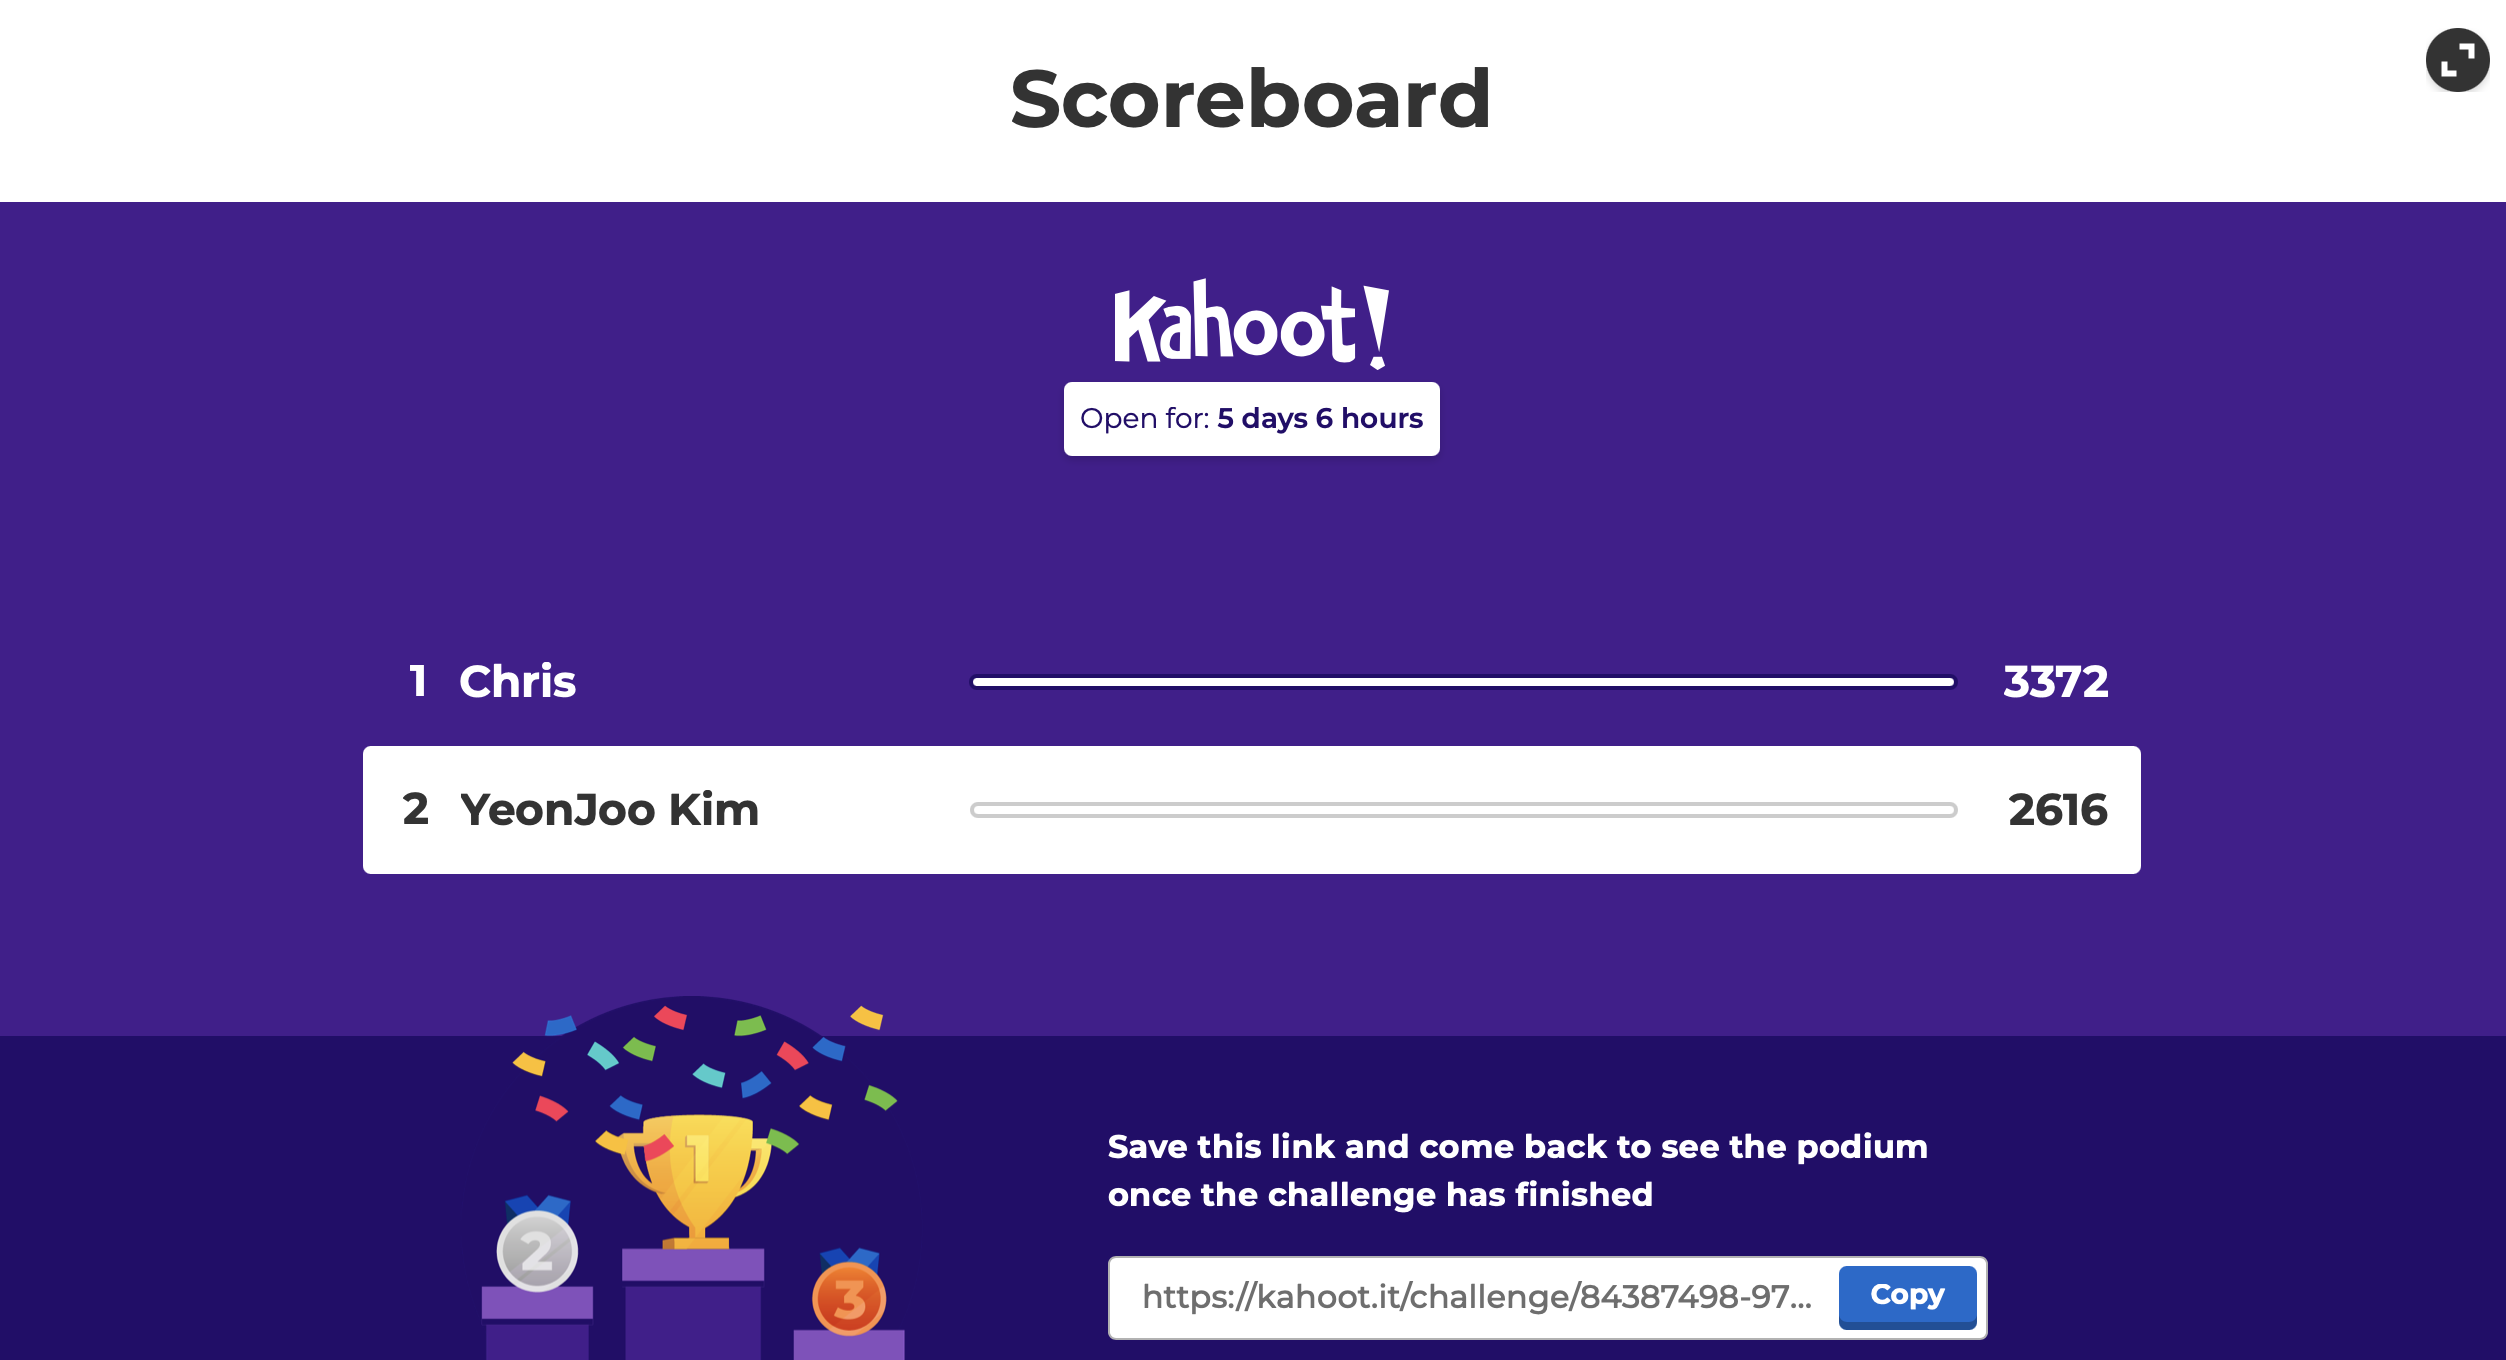 Scoreboard
Kahoot!
Open for: 5 days 6 hours
1 Chris 3372
2 YeonJoo Kim 2616
1
2
3
Save this link and come back to see the podium
once the challenge has finished
https://kahoot.it/challenge/84387498-97... Copy